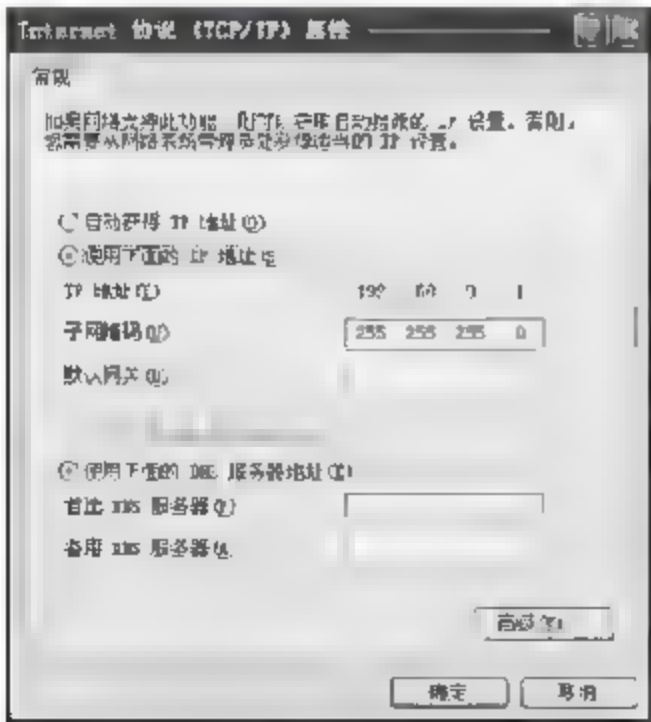 Internet 协议 (TCP/IP) 属性
常规
如果网络支持此功能，则可以获取自动指派的 IP 设置。否则，
您需要从网络系统管理员处获得适当的 IP 设置。
自动获得 IP 地址(O)
使用下面的 IP 地址(S)
IP 地址(I)
192 0 1
子网掩码(U)
255 255 255 0
默认网关(D)
使用下面的 DNS 服务器地址(E)
首选 DNS 服务器(P)
备用 DNS 服务器(A)
高级(V)
确定
取消